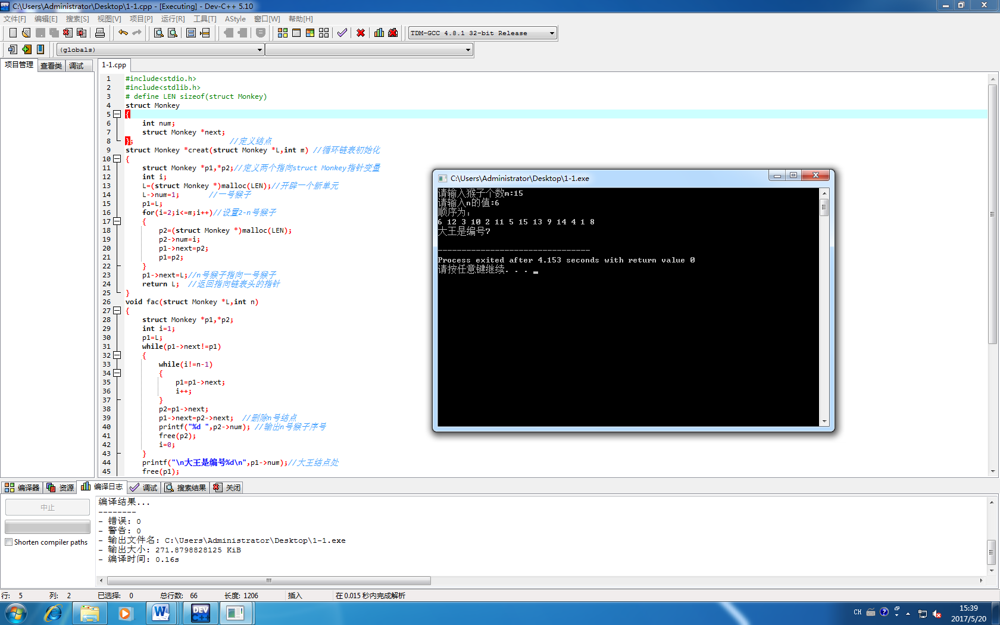 C:\Users\Administrator\Desktop\1-1.cpp - [Executing] - Dev-C++ 5.10
文件[F] 编辑[E] 搜索[S] 视图[V] 项目[P] 运行[R] 工具[T] AStyle 窗口[W] 帮助[H]
TDM-GCC 4.8.1 32-bit Release
(globals)
项目管理 查看类 调试 1-1.cpp
1 #include<stdio.h>
2 #include<stdlib.h>
3 # define LEN sizeof(struct Monkey)
4 struct Monkey
5 {
6 int num;
7 struct Monkey *next;
8 }; //定义结点
9 struct Monkey *creat(struct Monkey *L,int m) //循环链表初始化
10 {
11 struct Monkey *p1,*p2;//定义两个指向struct Monkey指针变量
12 int i;
13 L=(struct Monkey *)malloc(LEN);//开辟一个新单元
14 L->num=1; //一号猴子
15 p1=L;
16 for(i=2;i<=m;i++)//设置2-n号猴子
17 {
18 p2=(struct Monkey *)malloc(LEN);
19 p2->num=i;
20 p1->next=p2;
21 p1=p2;
22 }
23 p1->next=L;//n号猴子指向一号猴子
24 return L; //返回指向链表头的指针
25 }
26 void fac(struct Monkey *L,int n)
27 {
28 struct Monkey *p1,*p2;
29 int i=1;
30 p1=L;
31 while(p1->next!=p1)
32 {
33 while(i!=n-1)
34 {
35 p1=p1->next;
36 i++;
37 }
38 p2=p1->next;
39 p1->next=p2->next; //删除n号结点
40 printf("%d ",p2->num); //输出n号猴子序号
41 free(p2);
42 i=0;
43 }
44 printf("\n大王是编号%d\n",p1->num);//大王结点处
45 free(p1);
C:\Users\Administrator\Desktop\1-1.exe
请输入猴子个数m:15
请输入n的值:6
顺序为:
6 12 3 10 2 11 5 15 13 9 14 4 1 8
大王是编号7
--------------------------------
Process exited after 4.153 seconds with return value 0
请按任意键继续. . .
编译器 资源 编译日志 调试 搜索结果 关闭
中止
Shorten compiler paths
编译结果...
--------
- 错误: 0
- 警告: 0
- 输出文件名: C:\Users\Administrator\Desktop\1-1.exe
- 输出大小: 271.8798828125 KiB
- 编译时间: 0.16s
行: 5 列: 2 已选择: 0 总行数: 66 长度: 1206 插入 在 0.015 秒内完成解析
W DEV C++ CH 15:39
2017/5/20